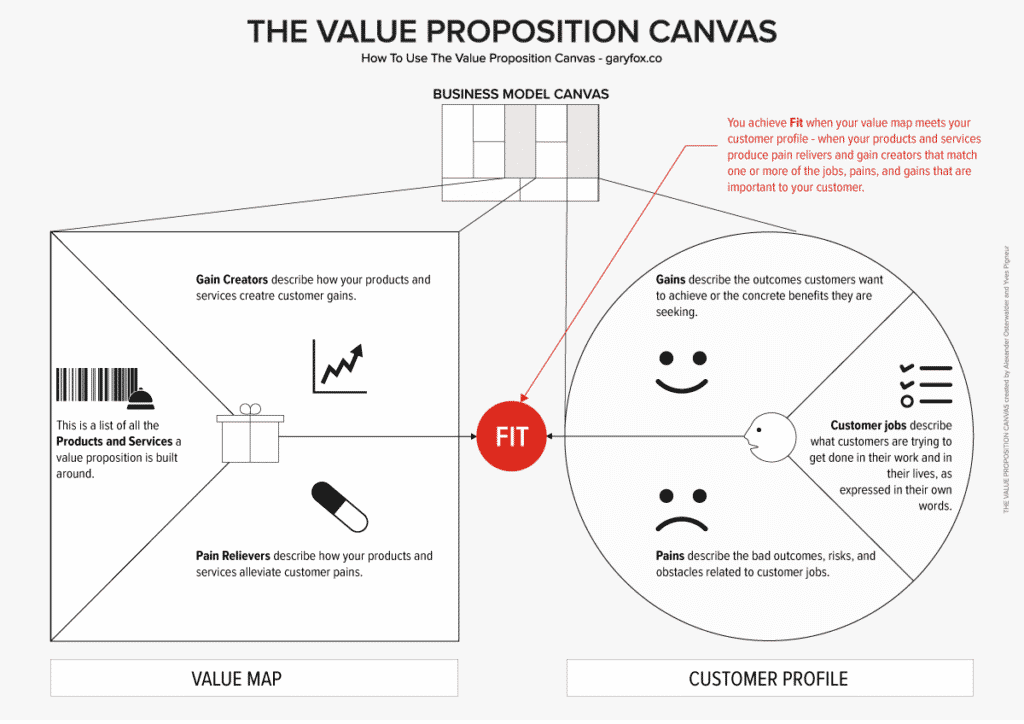 THE VALUE PROPOSITION CANVAS
How To Use The Value Proposition Canvas - garyfox.co
BUSINESS MODEL CANVAS
You achieve Fit when your value map meets your
customer profile - when your products and services
produce pain relivers and gain creators that match
one or more of the jobs, pains, and gains that are
important to your customer.
Gain Creators describe how your products and
services creatre customer gains.
This is a list of all the
Products and Services a
value proposition is built
around.
Pain Relievers describe how your products and
services alleviate customer pains.
FIT
Gains describe the outcomes customers want
to achieve or the concrete benefits they are
seeking.
Customer jobs describe
what customers are trying to
get done in their work and in
their lives, as
expressed in their own
words.
Pains describe the bad outcomes, risks, and
obstacles related to customer jobs.
THE VALUE PROPOSITION CANVAS created by Alexander Osterwalder and Yves Pigneur
VALUE MAP
CUSTOMER PROFILE